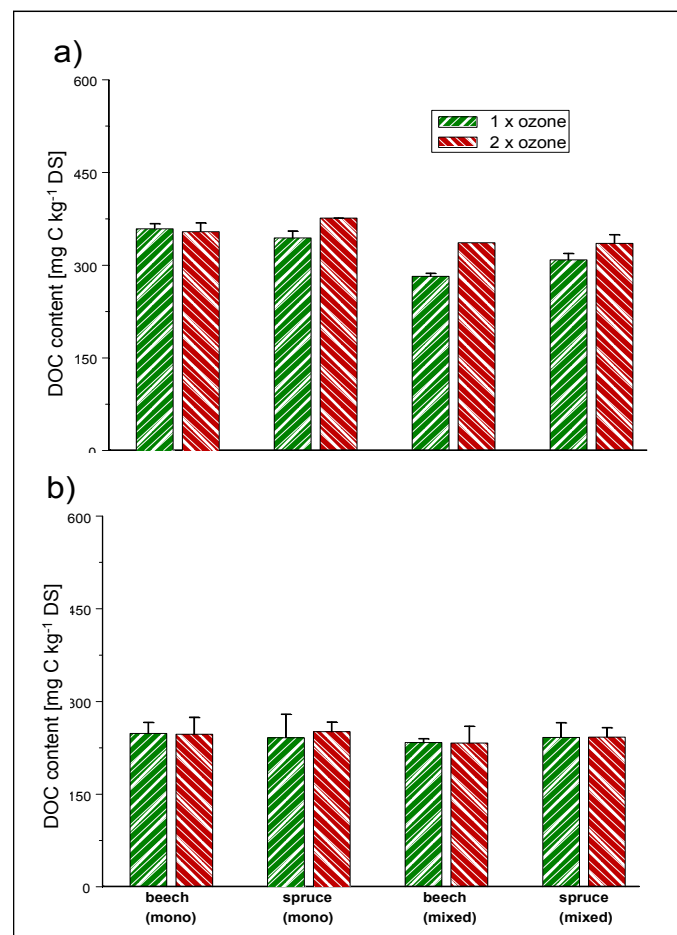 a)
600
1 x ozone
2 x ozone
450
300
150
0
DOC content [mg C kg⁻¹ DS]
b)
600
450
300
150
0
DOC content [mg C kg⁻¹ DS]
beech spruce beech spruce
(mono) (mono) (mixed) (mixed)